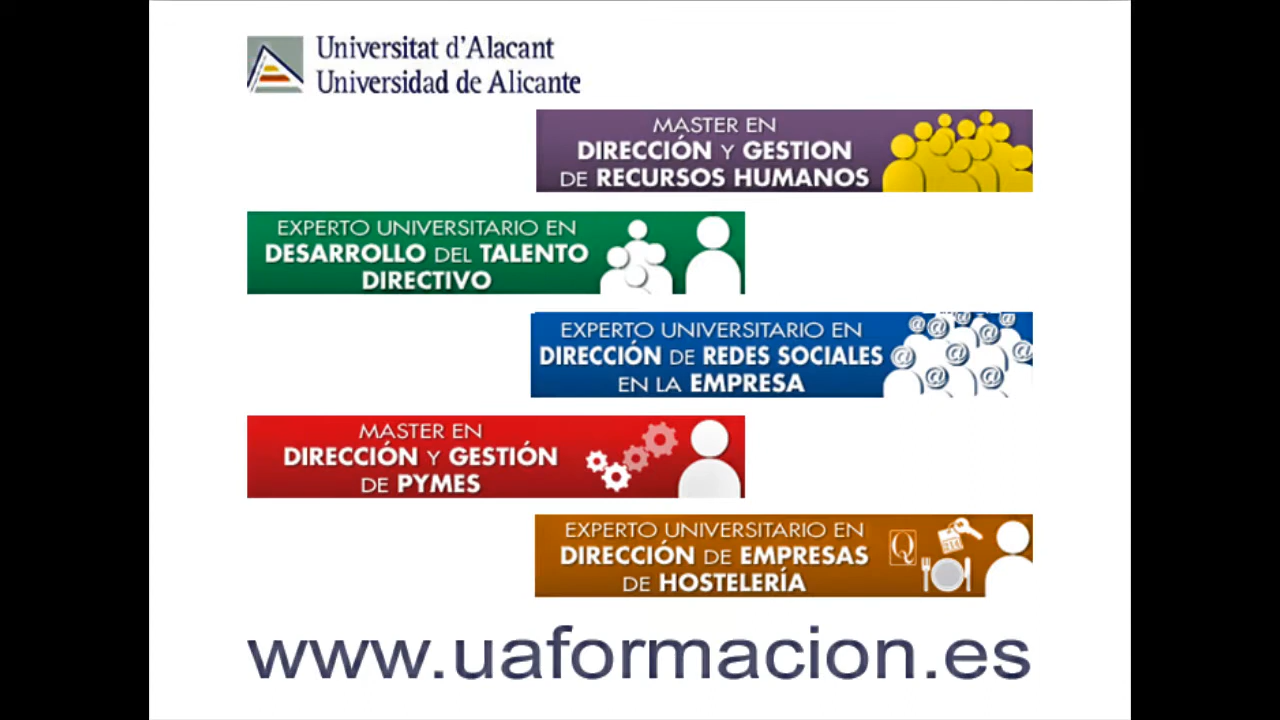 Universitat d'Alacant
Universidad de Alicante
MASTER EN
DIRECCIÓN Y GESTION
DE RECURSOS HUMANOS
EXPERTO UNIVERSITARIO EN
DESARROLLO DEL TALENTO
DIRECTIVO
EXPERTO UNIVERSITARIO EN
DIRECCIÓN DE REDES SOCIALES
EN LA EMPRESA
@ @ @ @ @ @ @ @ @
MASTER EN
DIRECCIÓN Y GESTIÓN
DE PYMES
EXPERTO UNIVERSITARIO EN
DIRECCIÓN DE EMPRESAS
DE HOSTELERÍA
Q
www.uaformacion.es